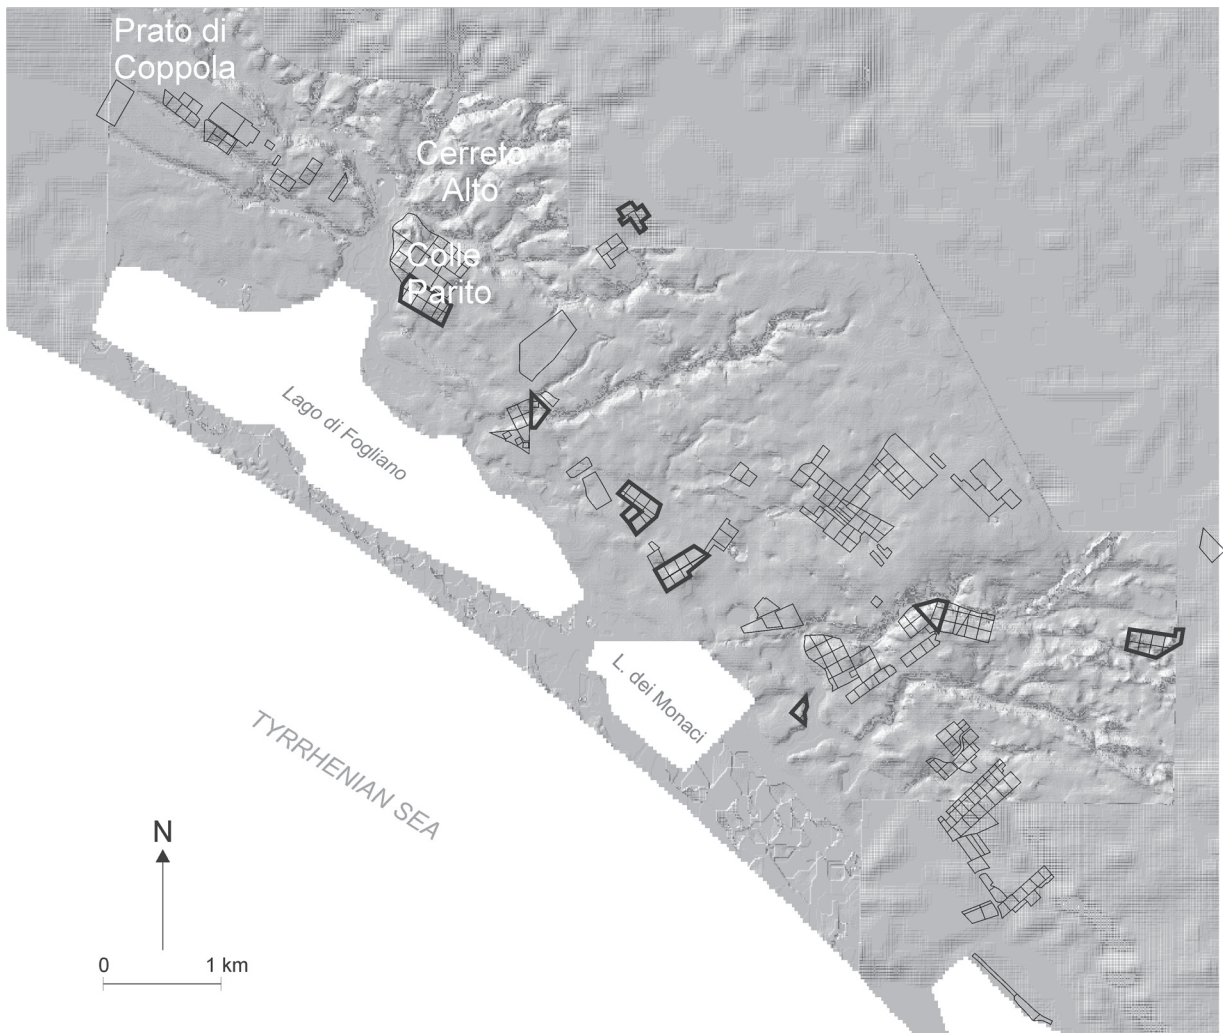 Prato di
Coppola
Cerreto
Alto
Colle
Parito
Lago di Fogliano
L. dei Monaci
TYRRHENIAN SEA
N
0 1 km